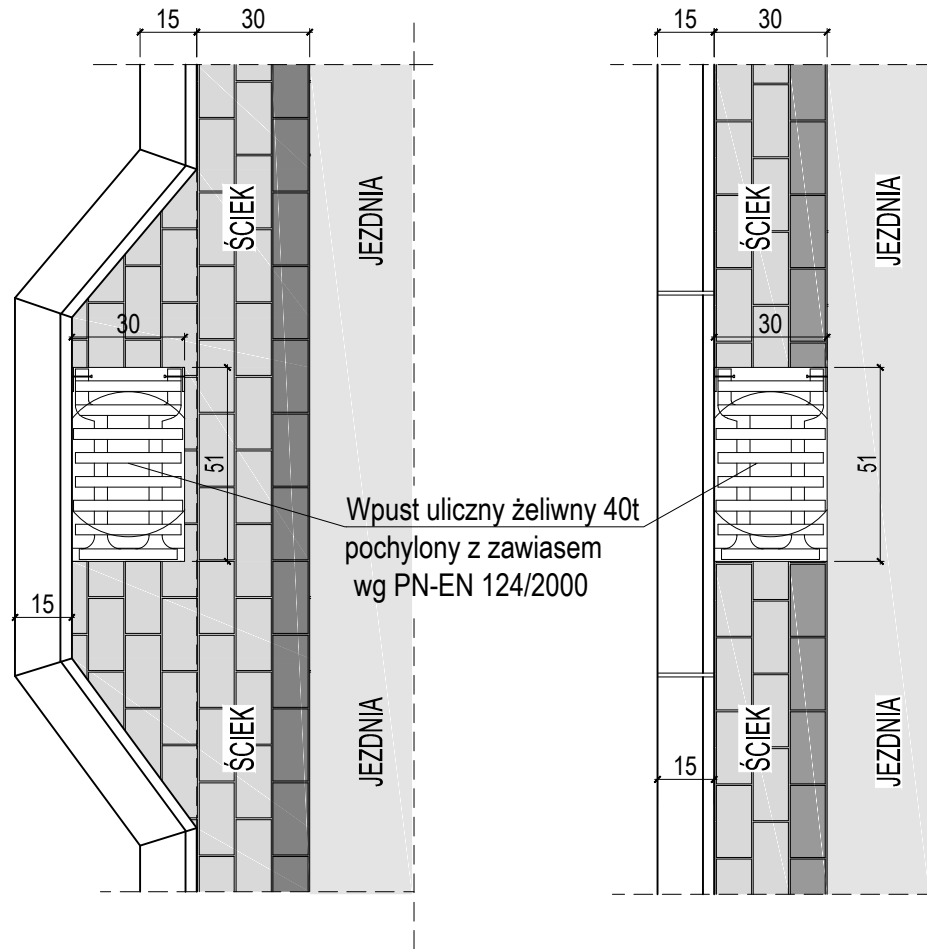 15
30
15
30
ŚCIEK
JEZDNIA
ŚCIEK
JEZDNIA
30
30
51
51
Wpust uliczny żeliwny 40t
pochylony z zawiasem
wg PN-EN 124/2000
15
ŚCIEK
JEZDNIA
15
ŚCIEK
JEZDNIA